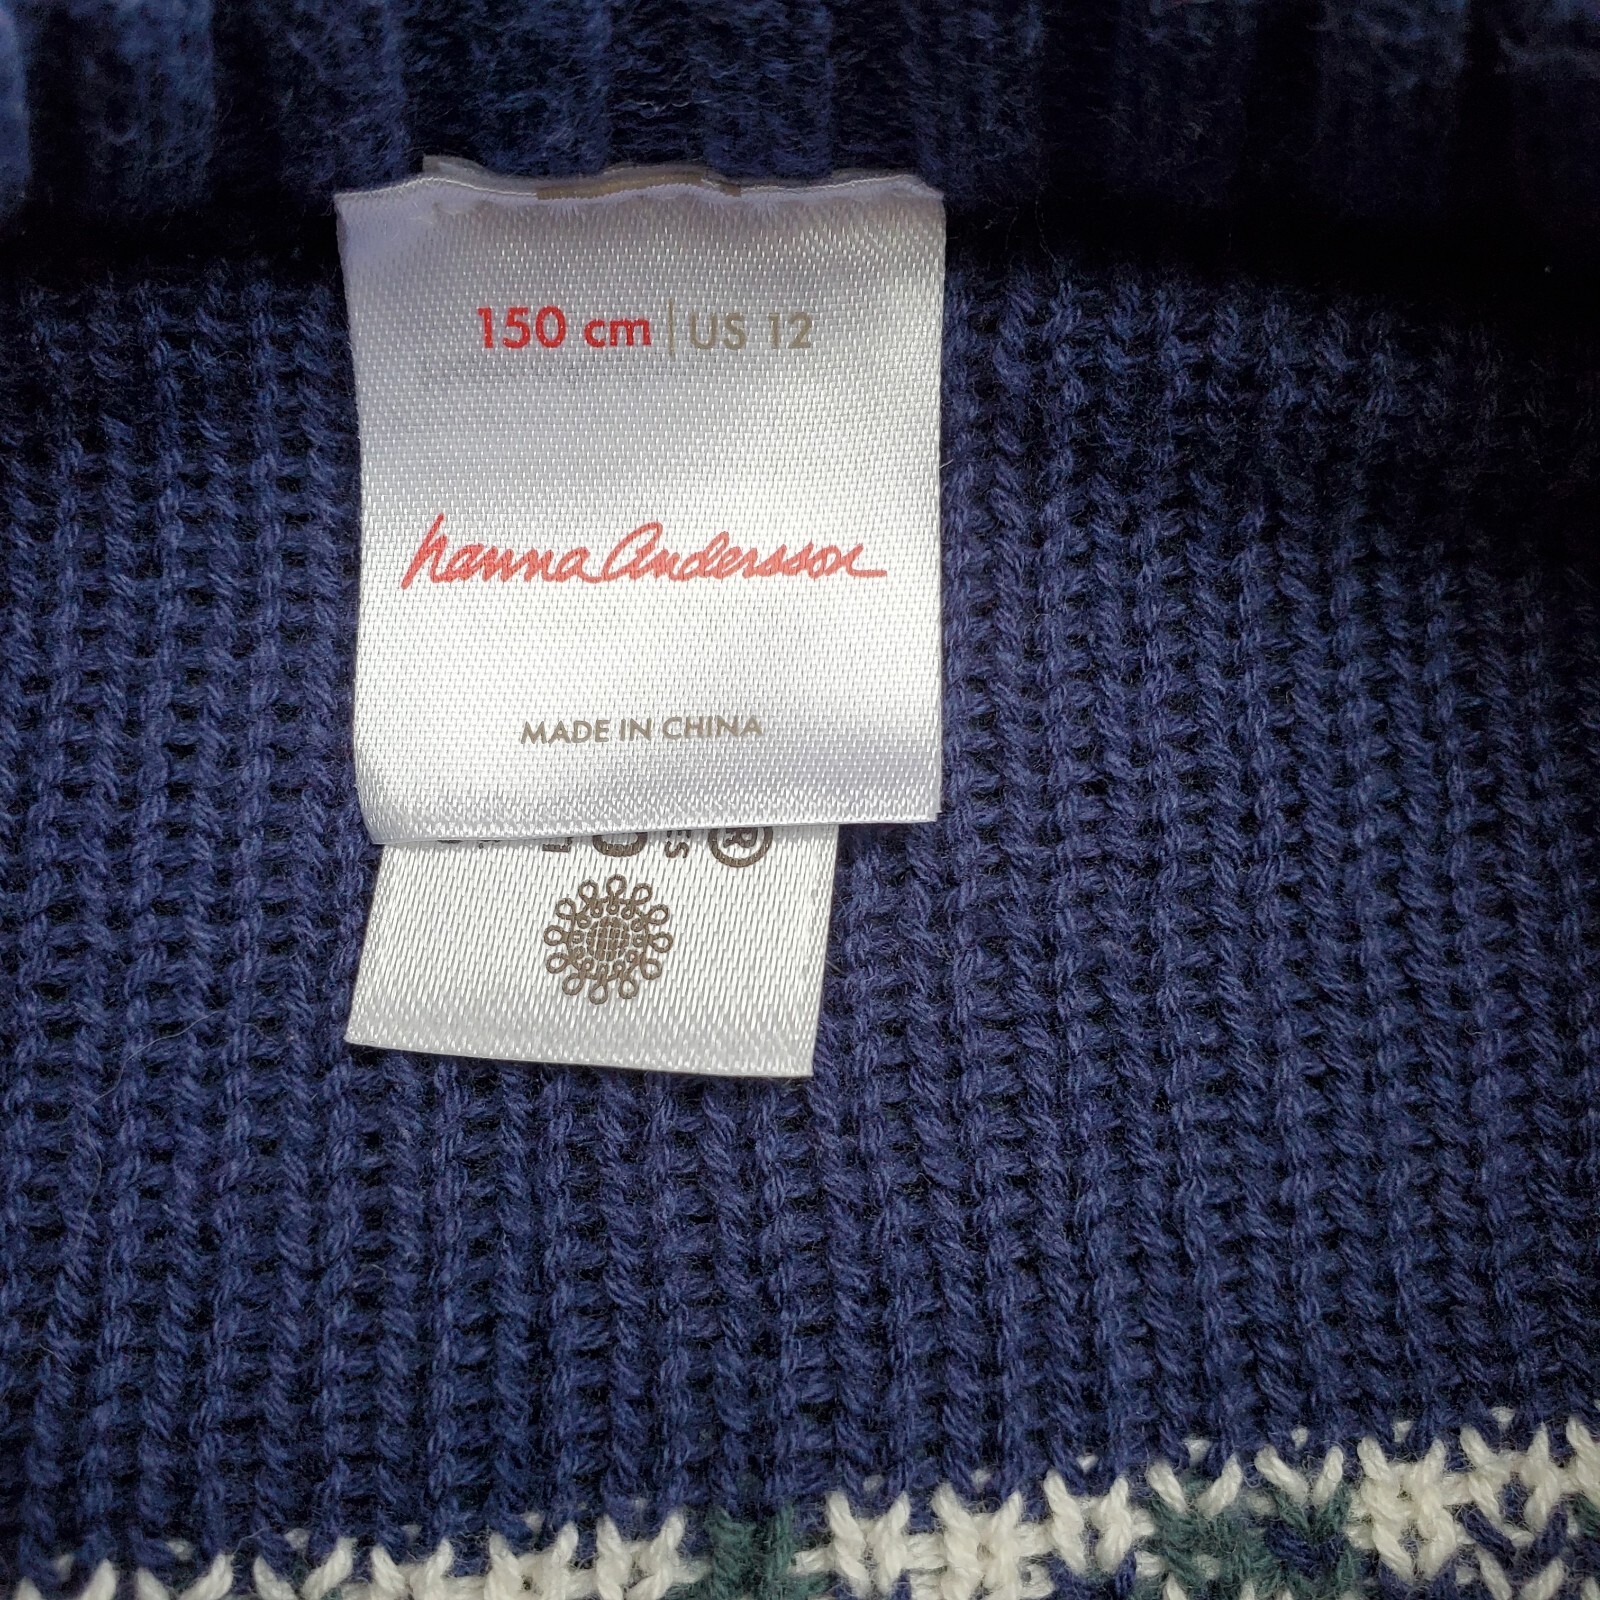 150 cm | US 12
hanna Andersson
MADE IN CHINA
®